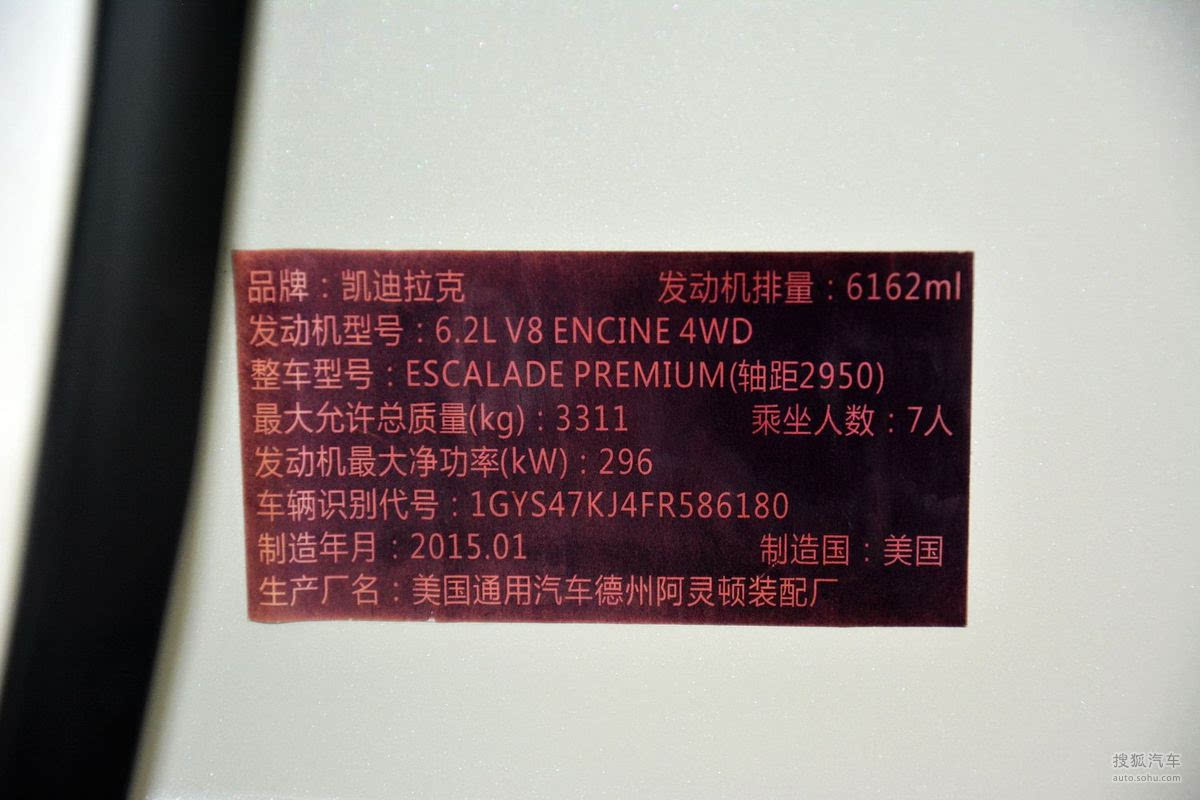 品牌：凯迪拉克 发动机排量：6162ml
发动机型号：6.2L V8 ENCINE 4WD
整车型号：ESCALADE PREMIUM(轴距2950)
最大允许总质量(kg)：3311 乘坐人数：7人
发动机最大净功率(kW)：296
车辆识别代号：1GYS47KJ4FR586180
制造年月：2015.01 制造国：美国
生产厂名：美国通用汽车德州阿灵顿装配厂
搜狐汽车
auto.sohu.com